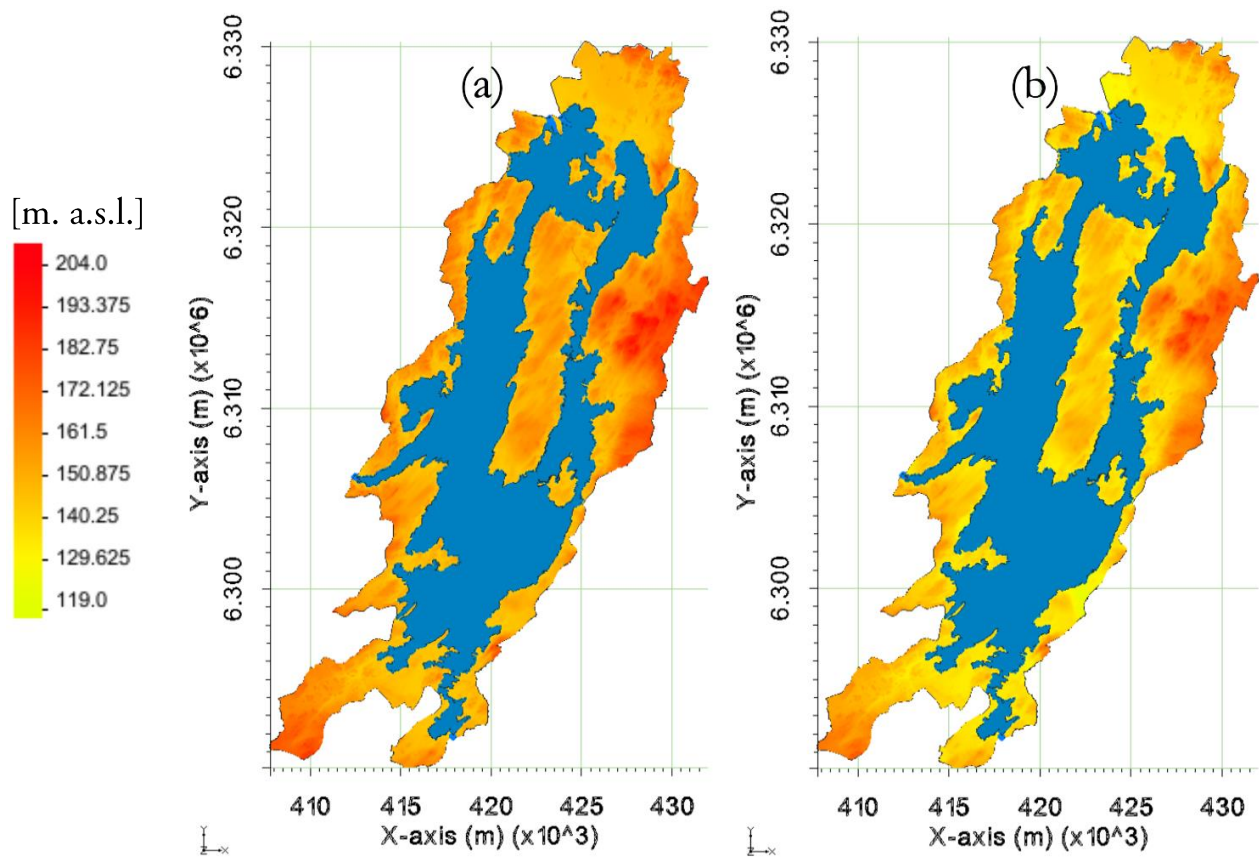 [m. a.s.l.]
204.0
193.375
182.75
172.125
161.5
150.875
140.25
129.625
119.0
(a)
6.330
6.320
6.310
6.300
Y-axis (m) (x10^6)
410 415 420 425 430
X-axis (m) (x10^3)
Y
Z X
(b)
6.330
6.320
6.310
6.300
Y-axis (m) (x10^6)
410 415 420 425 430
X-axis (m) (x10^3)
Y
Z X